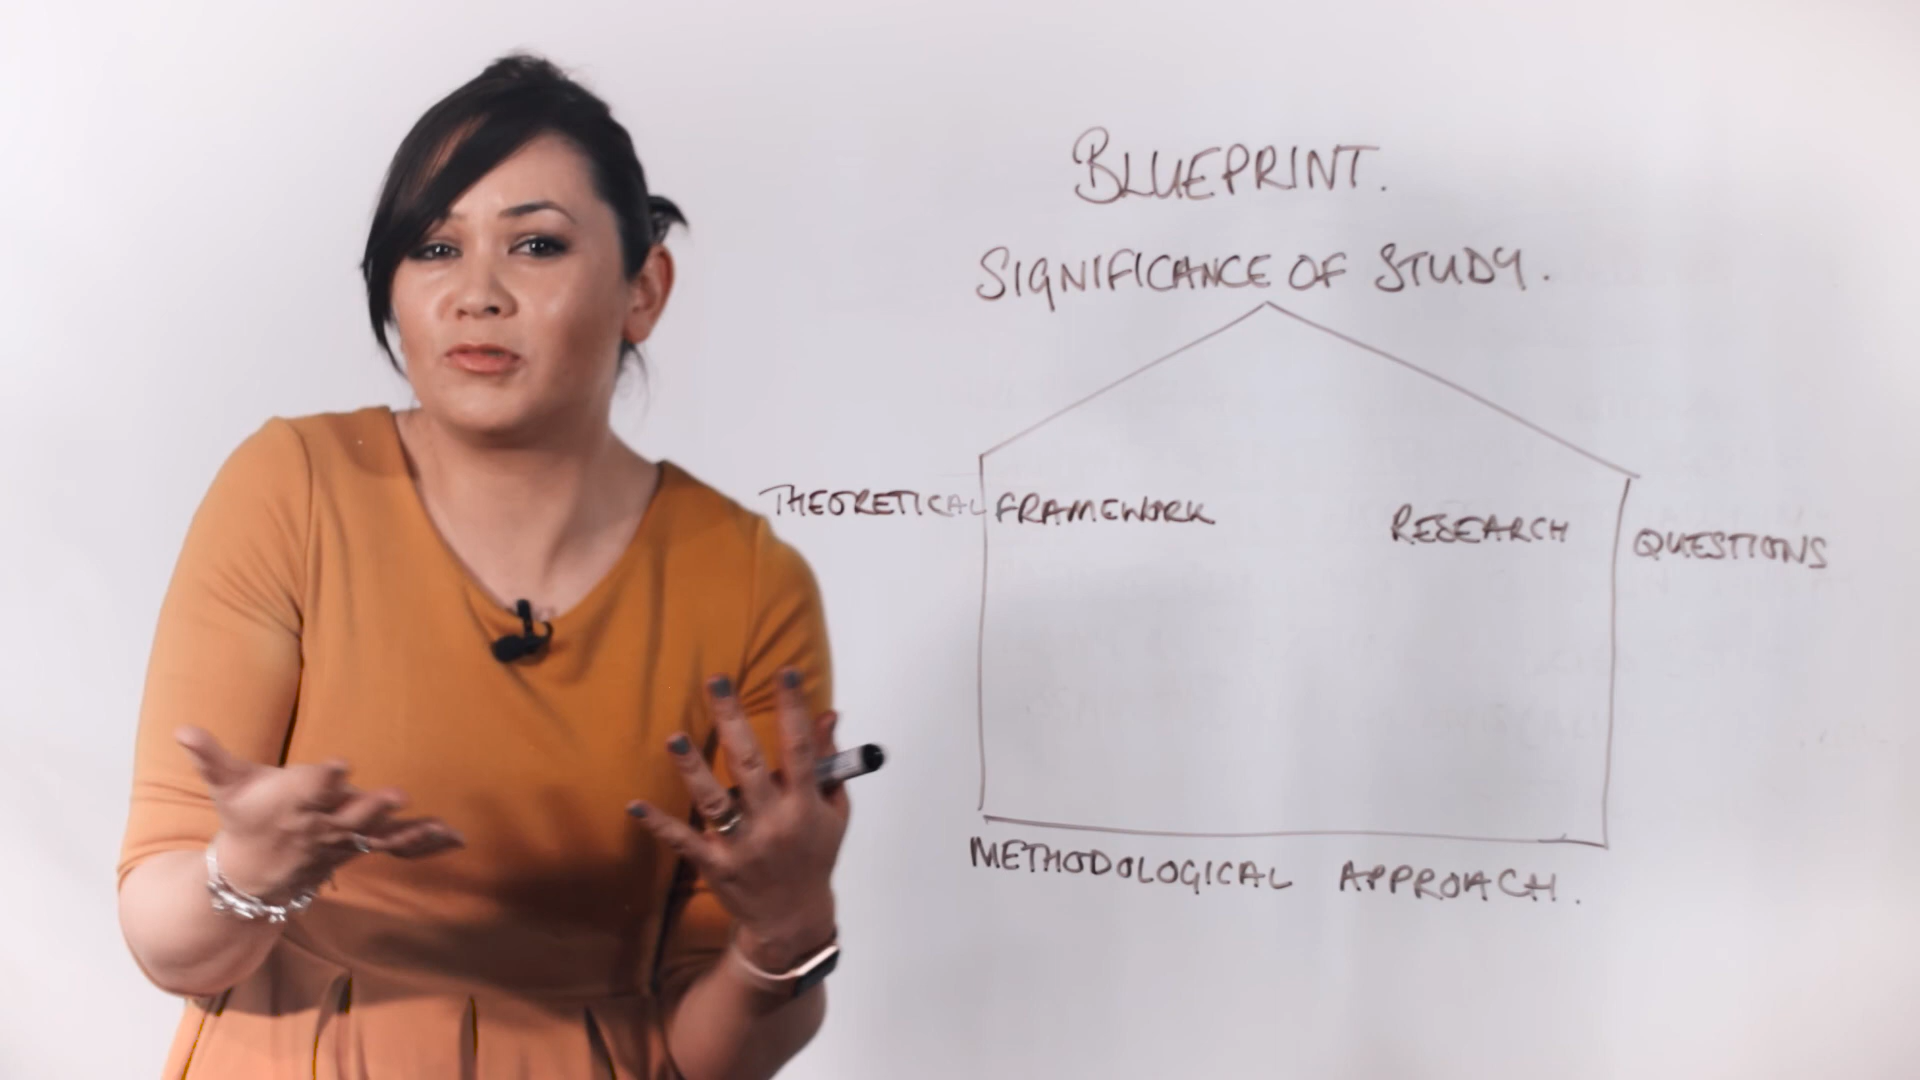 BLUEPRINT.
SIGNIFICANCE OF STUDY.
THEORETICAL FRAMEWORK
RESEARCH QUESTIONS
METHODOLOGICAL APPROACH.